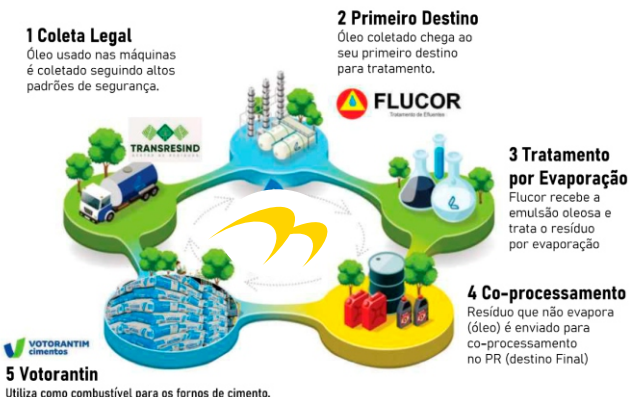 1 Coleta Legal
Óleo usado nas máquinas
é coletado seguindo altos
padrões de segurança.
2 Primeiro Destino
Óleo coletado chega ao
seu primeiro destino
para tratamento.
FLUCOR
Tratamento de Efluentes
TRANSRESIND
3 Tratamento
por Evaporação
Flucor recebe a
emulsão oleosa e
trata o resíduo
por evaporação
4 Co-processamento
Resíduo que não evapora
(óleo) é enviado para
co-processamento
no PR (destino Final)
VOTORANTIM
cimentos
5 Votorantin
Utiliza como combustível para os fornos de cimento.